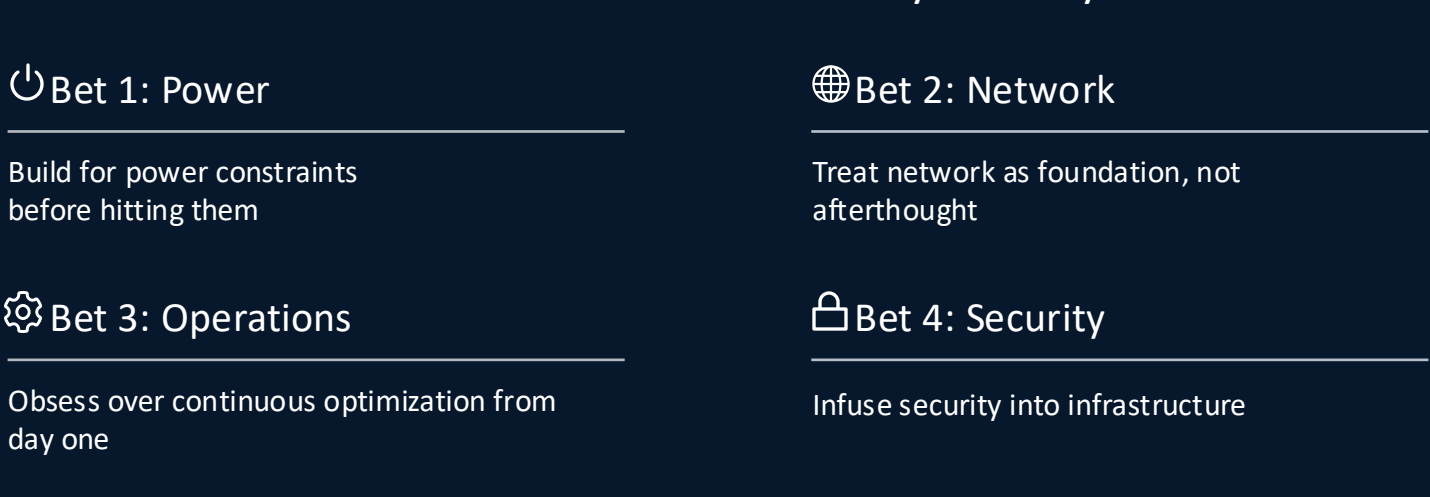 Bet 1: Power
Build for power constraints
before hitting them
Bet 2: Network
Treat network as foundation, not
afterthought
Bet 3: Operations
Obsess over continuous optimization from
day one
Bet 4: Security
Infuse security into infrastructure